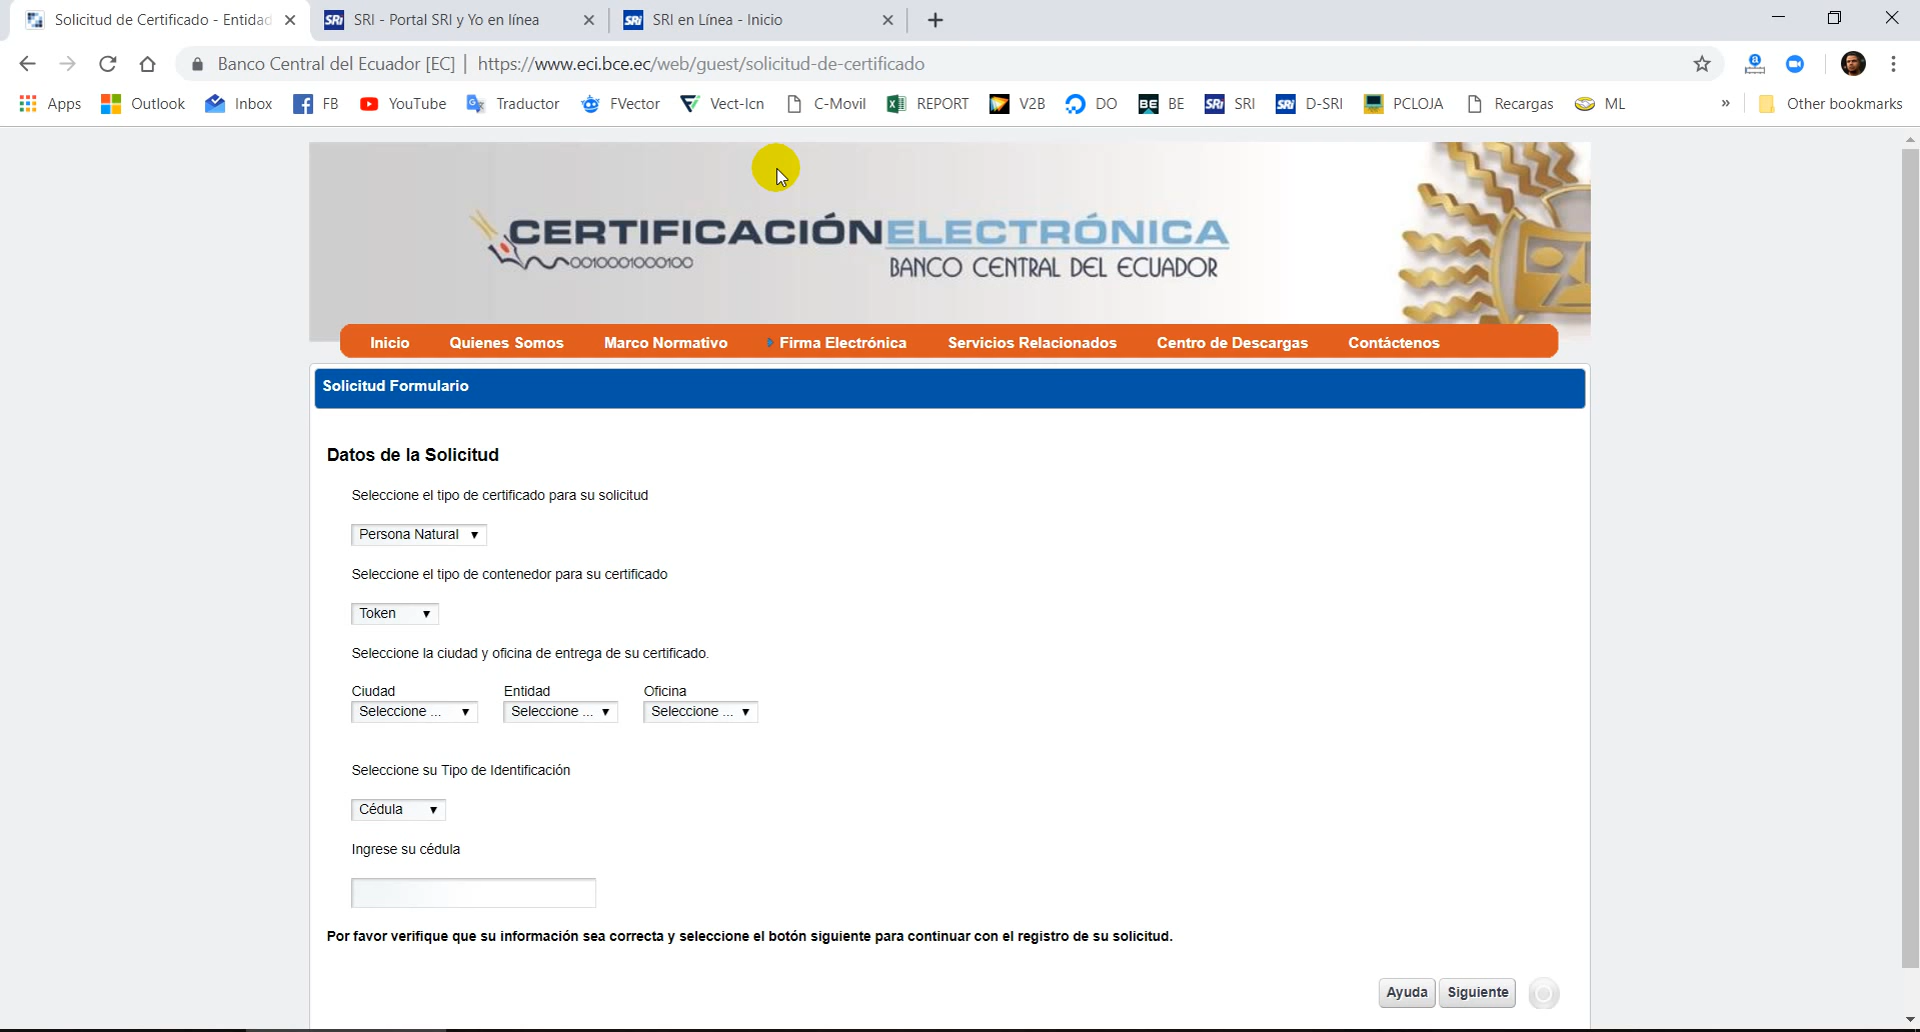 Solicitud de Certificado - Entidad
SRI - Portal SRI y Yo en línea
SRI en Línea - Inicio
Banco Central del Ecuador [EC] | https://www.eci.bce.ec/web/guest/solicitud-de-certificado
Apps Outlook Inbox FB YouTube Traductor FVector Vect-Icn C-Movil REPORT V2B DO BE SRI D-SRI PCLOJA Recargas ML » Other bookmarks
CERTIFICACIÓNELECTRÓNICA
0010001000100 BANCO CENTRAL DEL ECUADOR
Inicio Quienes Somos Marco Normativo Firma Electrónica Servicios Relacionados Centro de Descargas Contáctenos
Solicitud Formulario
Datos de la Solicitud
Seleccione el tipo de certificado para su solicitud
Persona Natural
Seleccione el tipo de contenedor para su certificado
Token
Seleccione la ciudad y oficina de entrega de su certificado.
Ciudad Entidad Oficina
Seleccione ... Seleccione ... Seleccione ...
Seleccione su Tipo de Identificación
Cédula
Ingrese su cédula
Por favor verifique que su información sea correcta y seleccione el botón siguiente para continuar con el registro de su solicitud.
Ayuda Siguiente